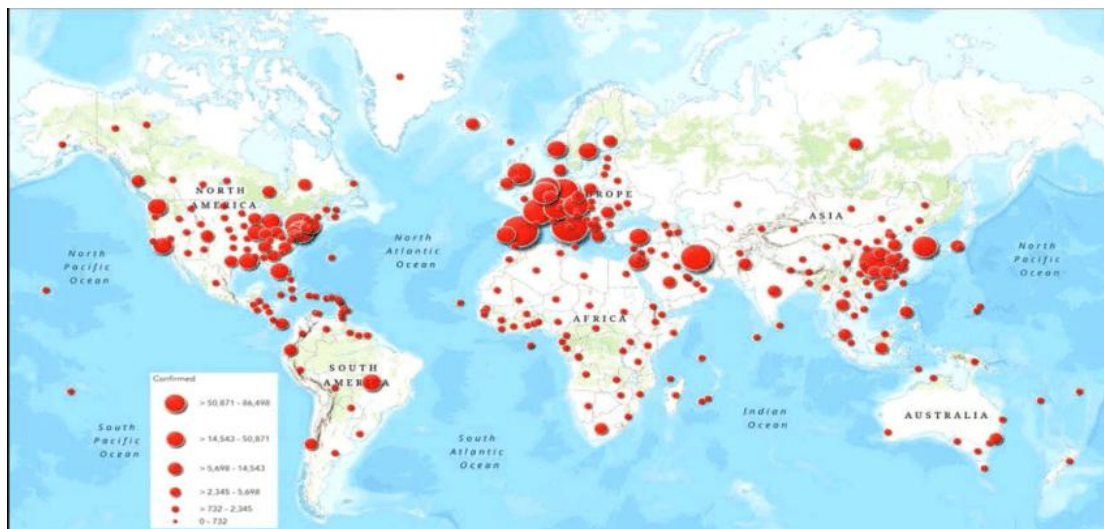 NORTH
AMERICA
EUROPE
ASIA
North
Pacific
Ocean
North
Atlantic
Ocean
North
Pacific
Ocean
AFRICA
SOUTH
AMERICA
Confirmed
> 50,871 - 86,498
> 14,543 - 50,871
> 5,698 - 14,543
> 2,345 - 5,698
> 732 - 2,345
0 - 732
South
Pacific
Ocean
South
Atlantic
Ocean
Indian
Ocean
AUSTRALIA